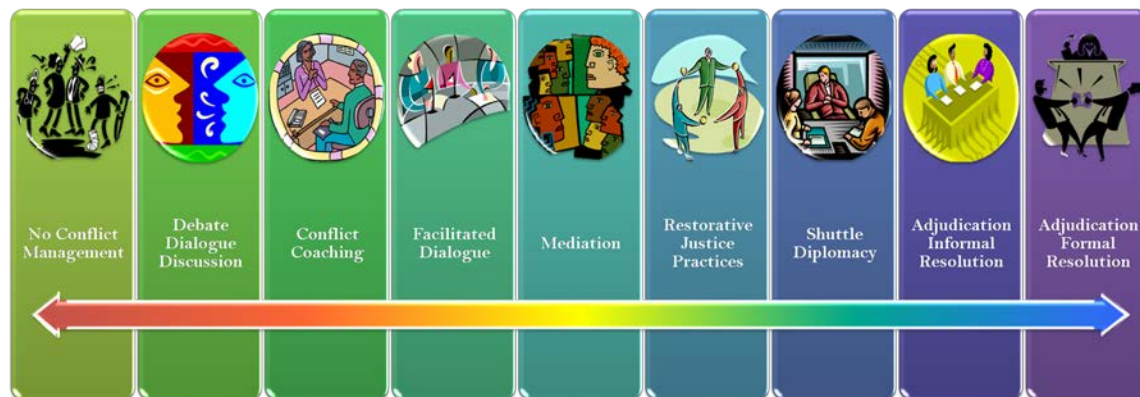 No Conflict
Management
Debate
Dialogue
Discussion
Conflict
Coaching
Facilitated
Dialogue
Mediation
Restorative
Justice
Practices
Shuttle
Diplomacy
Adjudication
Informal
Resolution
Adjudication
Formal
Resolution